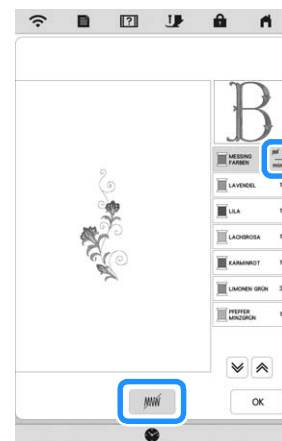 B
MESSING
FARBEN
LAVENDEL
LILA
LACHSROSA
KARMINROT
LIMONEN GRÜN
PFEFFER
MINZGRÜN
OK